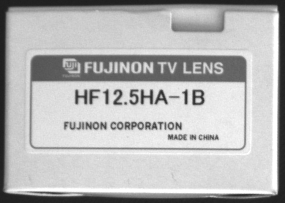 FUJINON TV LENS
HF12.5HA-1B
FUJINON CORPORATION
MADE IN CHINA